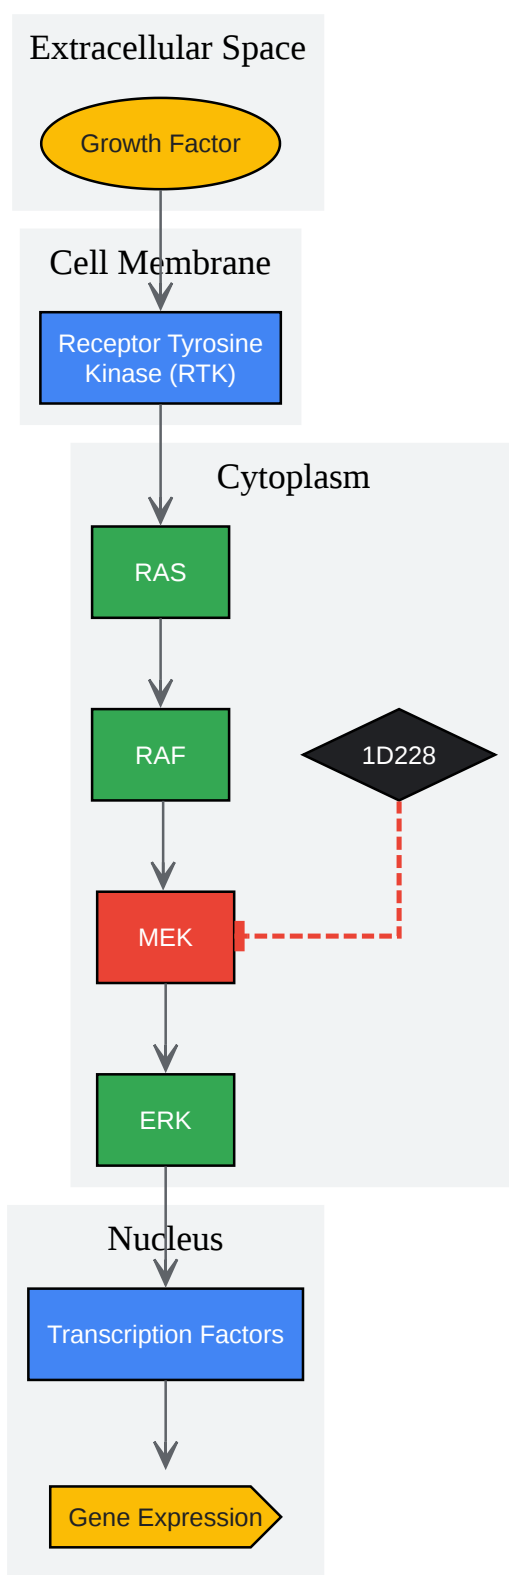 Extracellular Space
Growth Factor
Cell Membrane
Receptor Tyrosine
Kinase (RTK)
Cytoplasm
RAS
RAF
1D228
MEK
ERK
Nucleus
Transcription Factors
Gene Expression